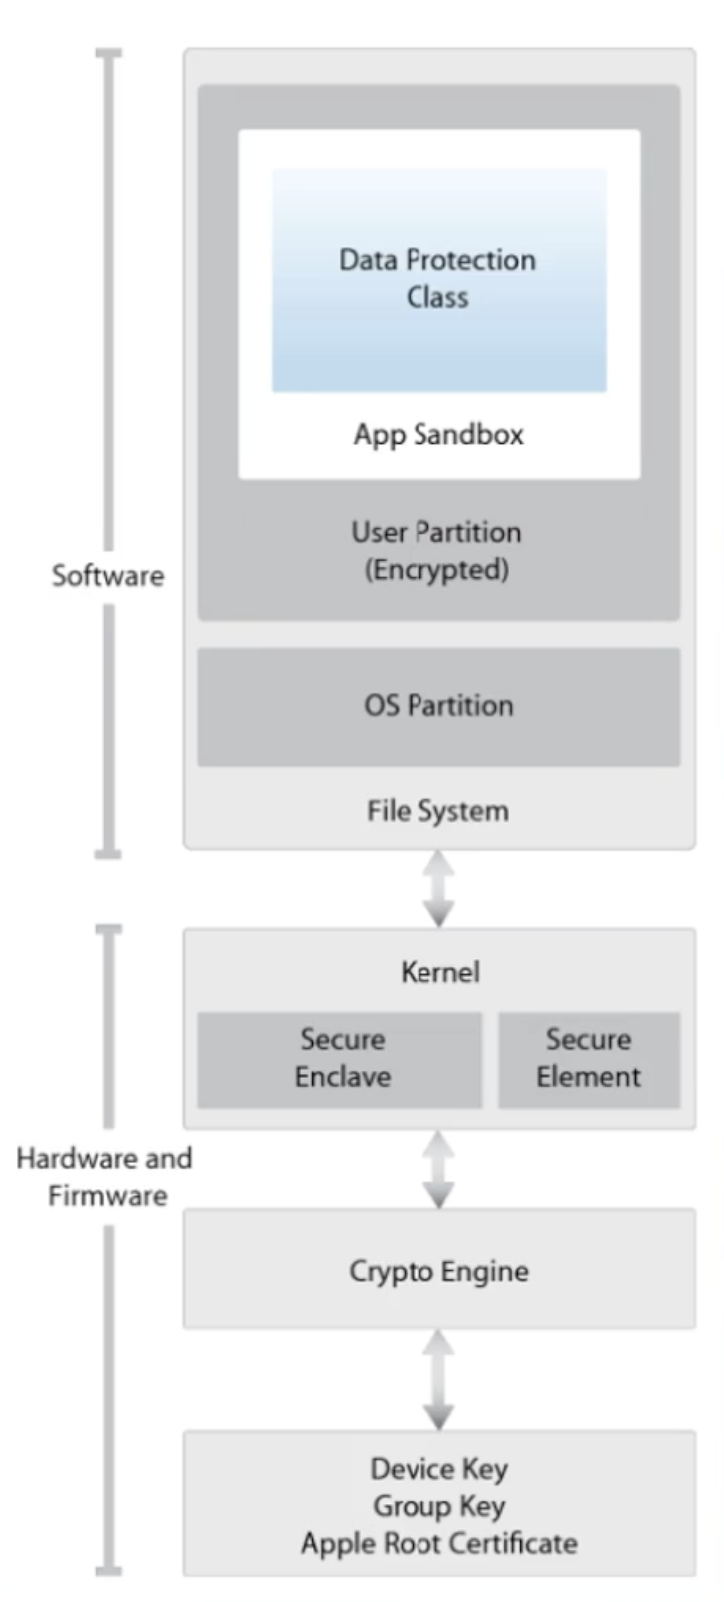 Data Protection
Class
App Sandbox
User Partition
(Encrypted)
Software
OS Partition
File System
Kernel
Secure
Enclave
Secure
Element
Hardware and
Firmware
Crypto Engine
Device Key
Group Key
Apple Root Certificate